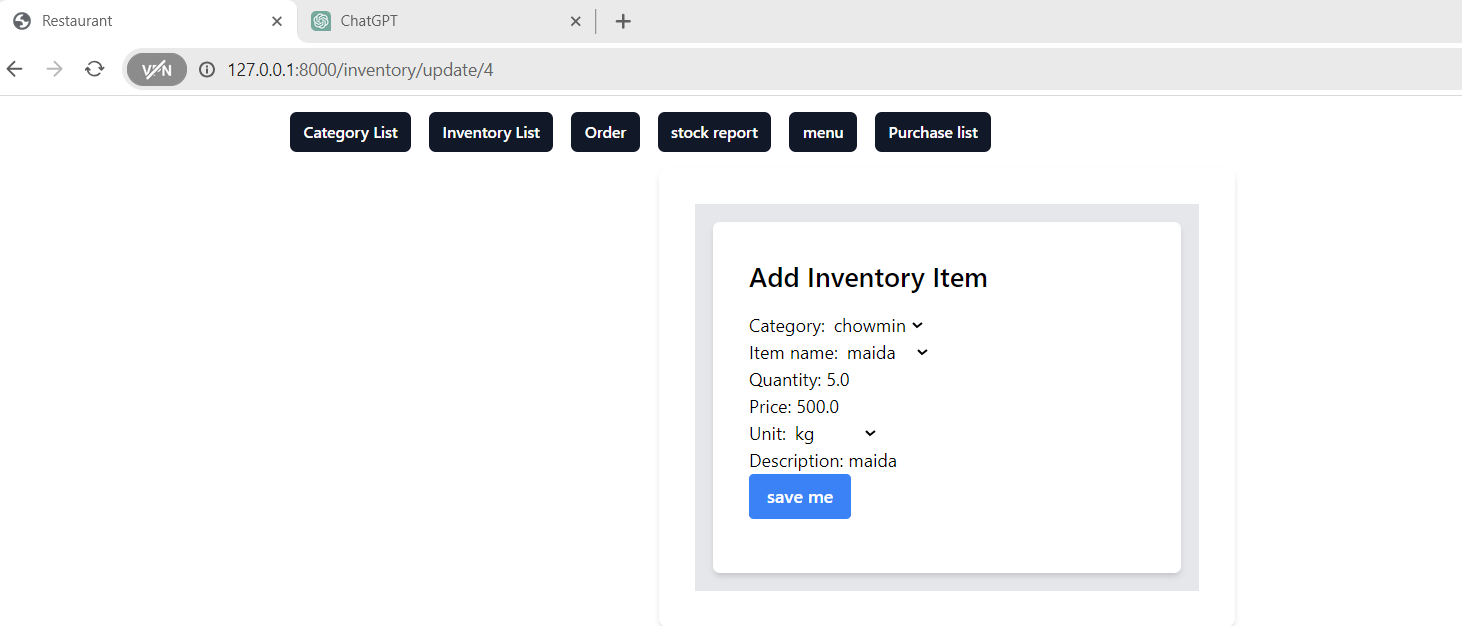 Restaurant
ChatGPT
VPN
127.0.0.1:8000/inventory/update/4
Category List Inventory List Order stock report menu Purchase list
Add Inventory Item
Category: chowmin
Item name: maida
Quantity: 5.0
Price: 500.0
Unit: kg
Description: maida
save me